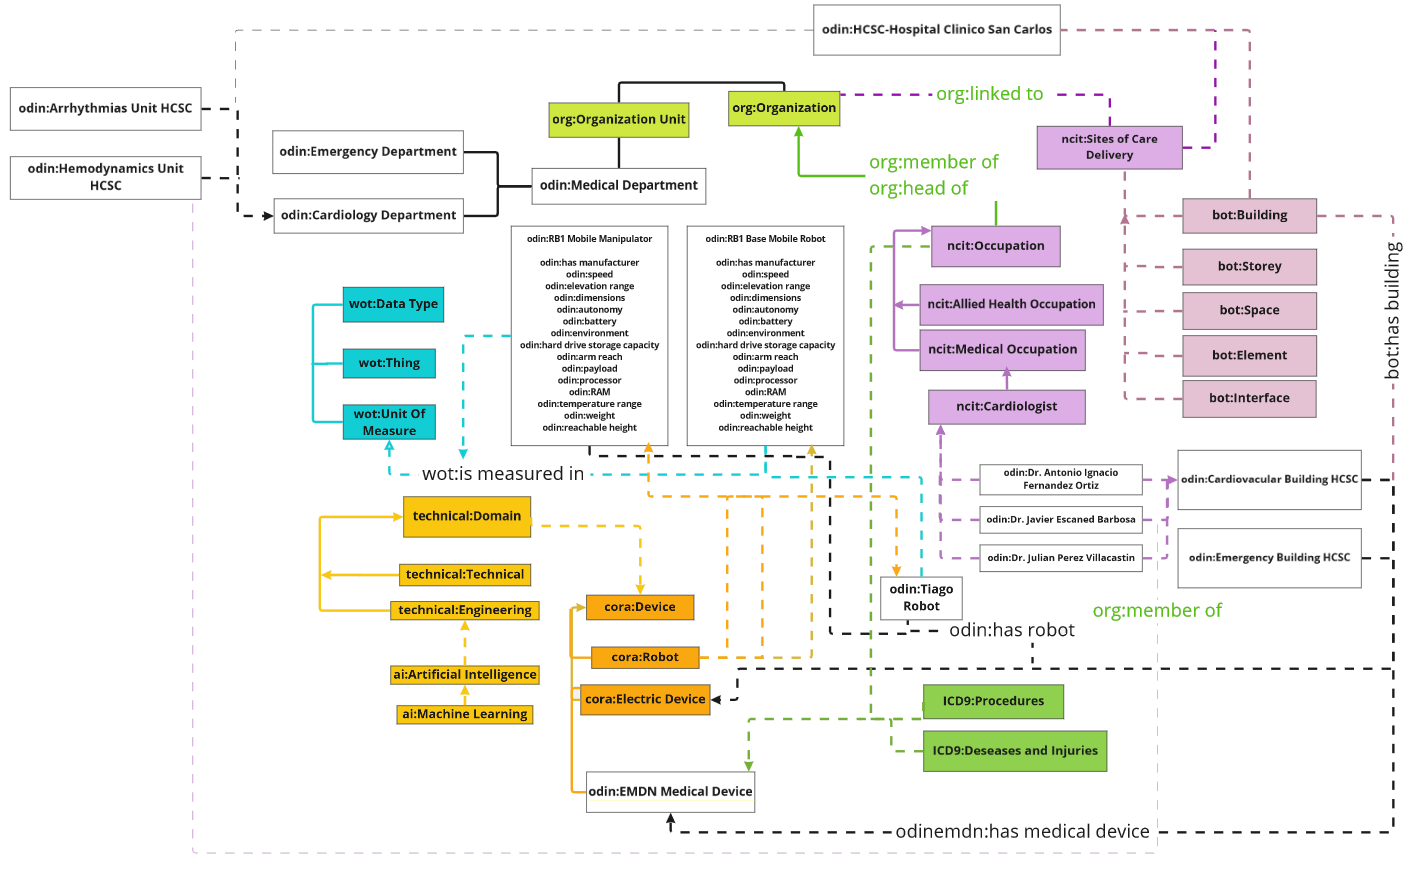 odin:HCSC-Hospital Clinico San Carlos
odin:Arrhythmias Unit HCSC
odin:Hemodynamics Unit
HCSC
odin:Emergency Department
odin:Cardiology Department
org:Organization Unit
org:Organization
odin:Medical Department
org:linked to
org:member of
org:head of
ncit:Sites of Care
Delivery
bot:Building
bot:Storey
bot:Space
bot:Element
bot:Interface
bot:has building
ncit:Occupation
ncit:Allied Health Occupation
ncit:Medical Occupation
ncit:Cardiologist
odin:RB1 Mobile Manipulator
odin:has manufacturer
odin:speed
odin:elevation range
odin:dimensions
odin:autonomy
odin:battery
odin:environment
odin:hard drive storage capacity
odin:arm reach
odin:payload
odin:processor
odin:RAM
odin:temperature range
odin:weight
odin:reachable height
odin:RB1 Base Mobile Robot
odin:has manufacturer
odin:speed
odin:elevation range
odin:dimensions
odin:autonomy
odin:battery
odin:environment
odin:hard drive storage capacity
odin:arm reach
odin:payload
odin:processor
odin:RAM
odin:temperature range
odin:weight
odin:reachable height
wot:Data Type
wot:Thing
wot:Unit Of
Measure
wot:is measured in
odin:Dr. Antonio Ignacio
Fernandez Ortiz
odin:Dr. Javier Escaned Barbosa
odin:Dr. Julian Perez Villacastin
odin:Cardiovacular Building HCSC
odin:Emergency Building HCSC
technical:Domain
technical:Technical
technical:Engineering
ai:Artificial Intelligence
ai:Machine Learning
cora:Device
cora:Robot
cora:Electric Device
odin:EMDN Medical Device
odin:Tiago
Robot
org:member of
odin:has robot
ICD9:Procedures
ICD9:Deseases and Injuries
odinemdn:has medical device